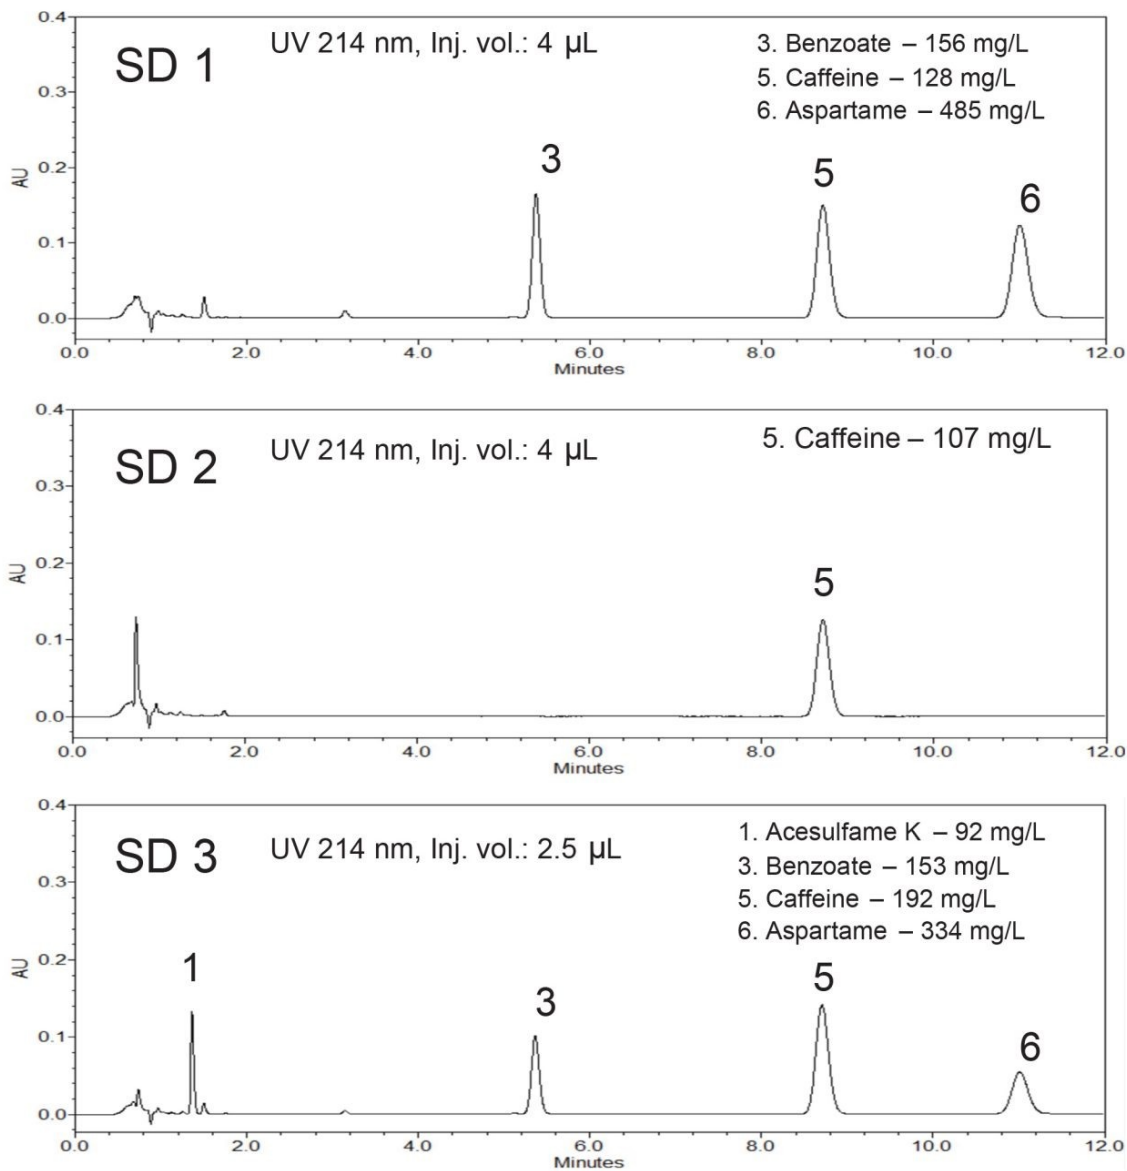 SD 1
UV 214 nm, Inj. vol.: 4 µL
3. Benzoate – 156 mg/L
5. Caffeine – 128 mg/L
6. Aspartame – 485 mg/L
0.4
0.3
0.2
0.1
0.0
AU
3
5
6
0.0 2.0 4.0 6.0 8.0 10.0 12.0
Minutes
SD 2
UV 214 nm, Inj. vol.: 4 µL
5. Caffeine – 107 mg/L
0.4
0.3
0.2
0.1
0.0
AU
5
0.0 2.0 4.0 6.0 8.0 10.0 12.0
Minutes
SD 3
UV 214 nm, Inj. vol.: 2.5 µL
1. Acesulfame K – 92 mg/L
3. Benzoate – 153 mg/L
5. Caffeine – 192 mg/L
6. Aspartame – 334 mg/L
0.4
0.3
0.2
0.1
0.0
AU
1
3
5
6
0.0 2.0 4.0 6.0 8.0 10.0 12.0
Minutes